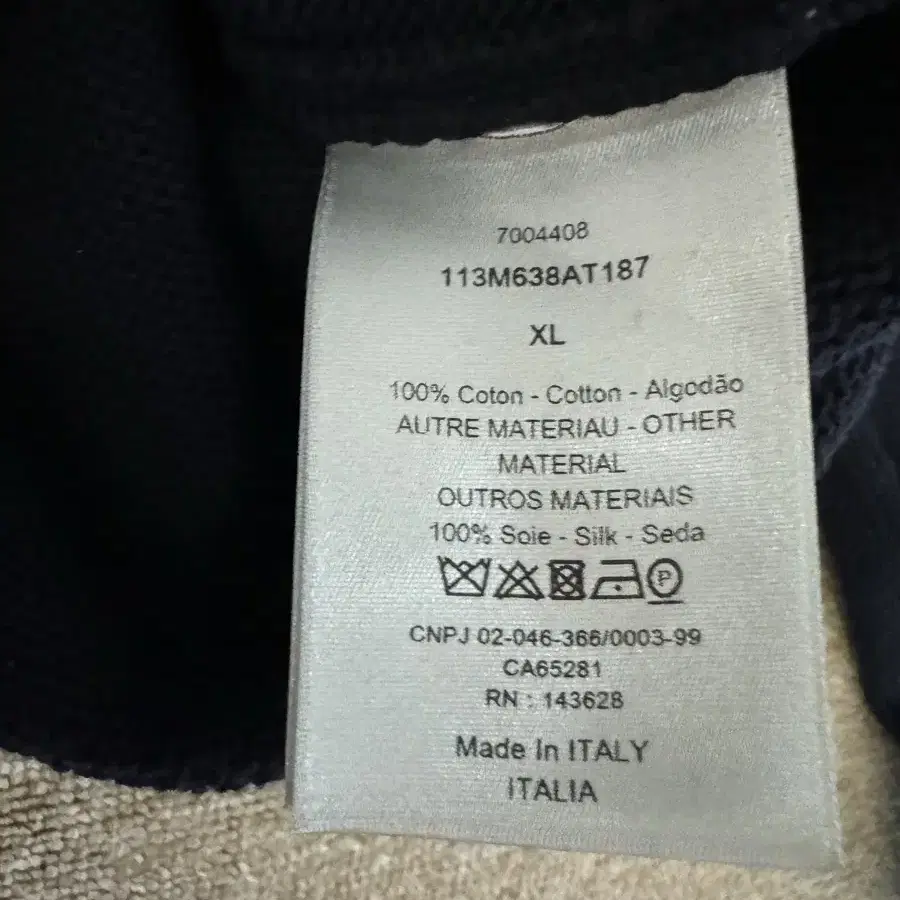 7004408
113M638AT187
XL
100% Coton - Cotton - Algodão
AUTRE MATERIAU - OTHER
MATERIAL
OUTROS MATERIAIS
100% Soie - Silk - Seda
P
CNPJ 02-046-366/0003-99
CA65281
RN : 143628
Made In ITALY
ITALIA